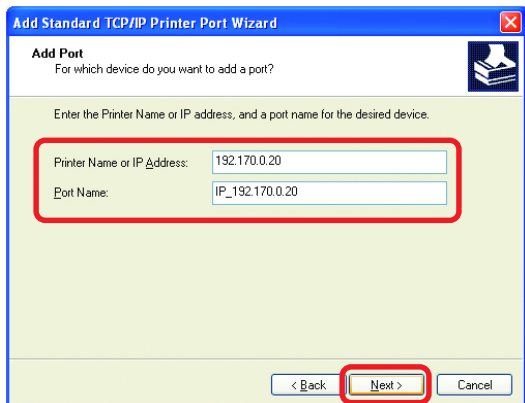 Add Standard TCP/IP Printer Port Wizard
Add Port
For which device do you want to add a port?
Enter the Printer Name or IP address, and a port name for the desired device.
Printer Name or IP Address: 192.170.0.20
Port Name: IP_192.170.0.20
< Back Next > Cancel